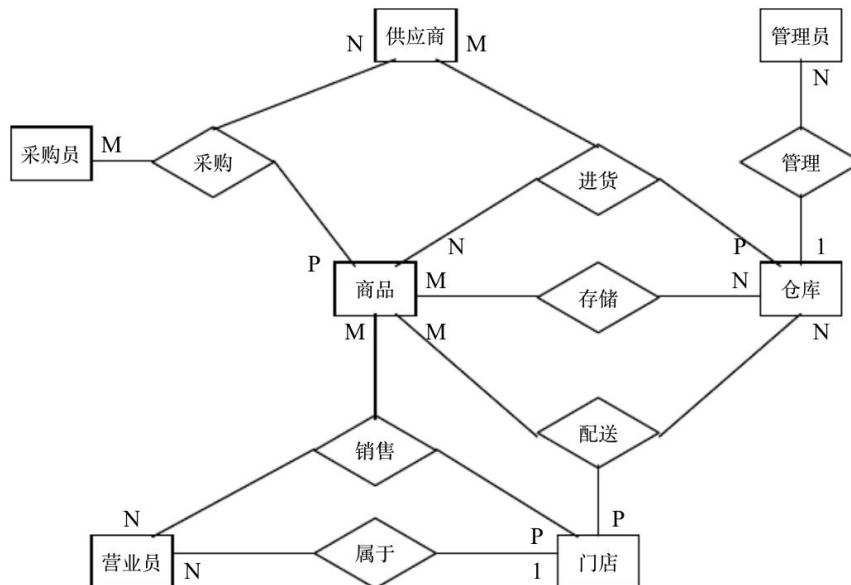 N 供应商 M
管理员
N
采购员 M
采购
进货
管理
P
N
P 1
商品 M
存储
N 仓库
M M
N
销售
配送
N
P P
营业员 N
属于
1 门店